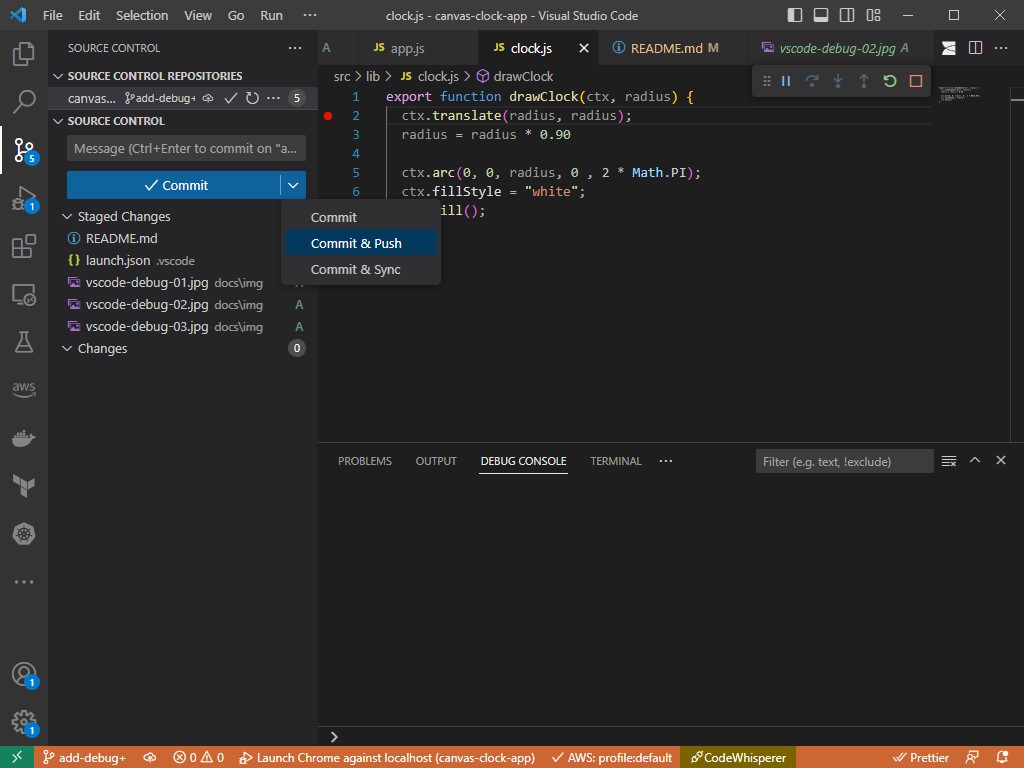 File Edit Selection View Go Run ··· clock.js - canvas-clock-app - Visual Studio Code
SOURCE CONTROL ···
SOURCE CONTROL REPOSITORIES
canvas... add-debug+ ··· 5
SOURCE CONTROL
Message (Ctrl+Enter to commit on "a...
Commit
Staged Changes
README.md
{} launch.json .vscode
vscode-debug-01.jpg docs\img
vscode-debug-02.jpg docs\img A
vscode-debug-03.jpg docs\img A
Changes 0
Commit
Commit & Push
Commit & Sync
5
1
aws
···
1
1
A JS app.js JS clock.js README.md M vscode-debug-02.jpg A ···
src > lib > JS clock.js > drawClock
1 export function drawClock(ctx, radius) {
2 ctx.translate(radius, radius);
3 radius = radius * 0.90
4
5 ctx.arc(0, 0, radius, 0 , 2 * Math.PI);
6 ctx.fillStyle = "white";
ill();
PROBLEMS OUTPUT DEBUG CONSOLE TERMINAL ··· Filter (e.g. text, !exclude)
>
add-debug+ 0 0 Launch Chrome against localhost (canvas-clock-app) AWS: profile:default CodeWhisperer Prettier